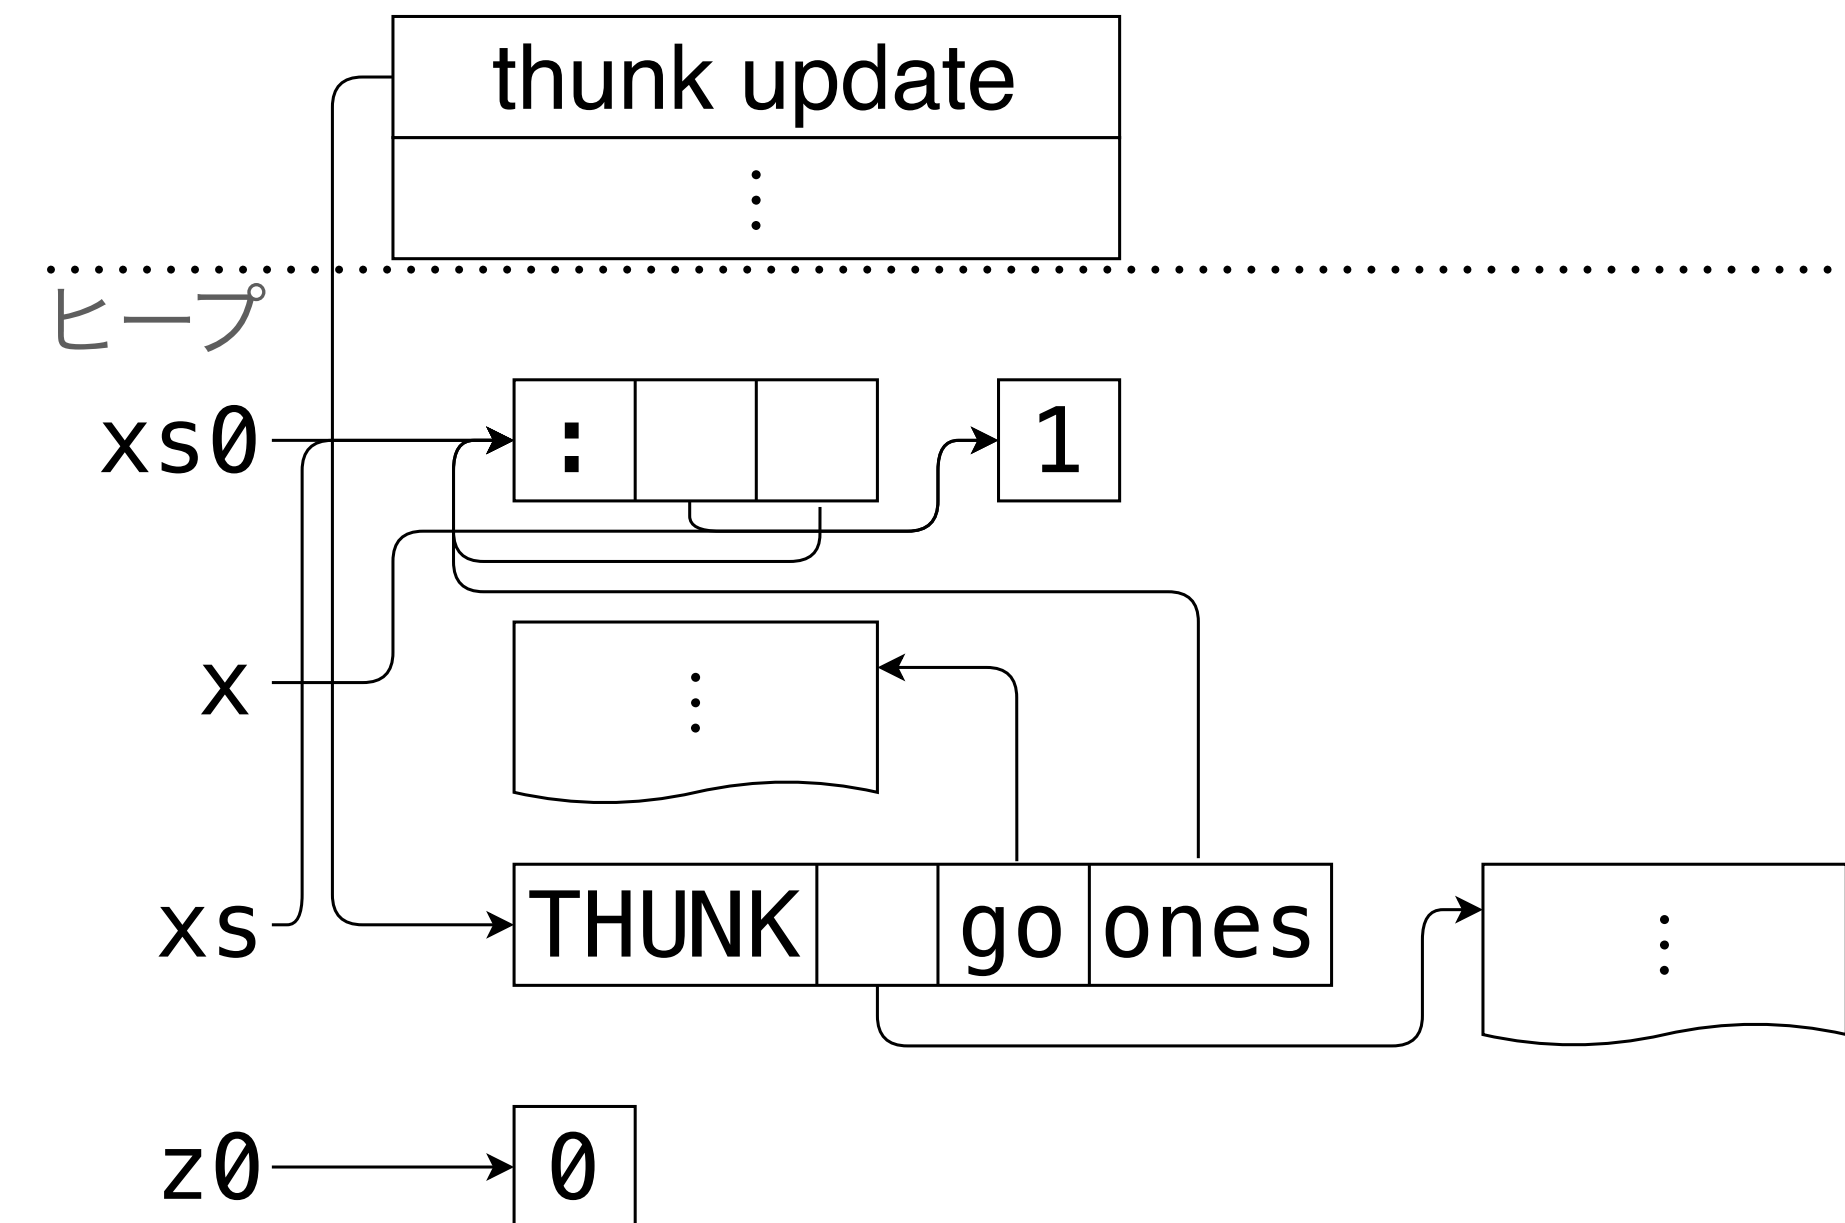 thunk update
⋮
ヒープ
xs0 : 1
x ⋮
xs THUNK go ones ⋮
z0 0